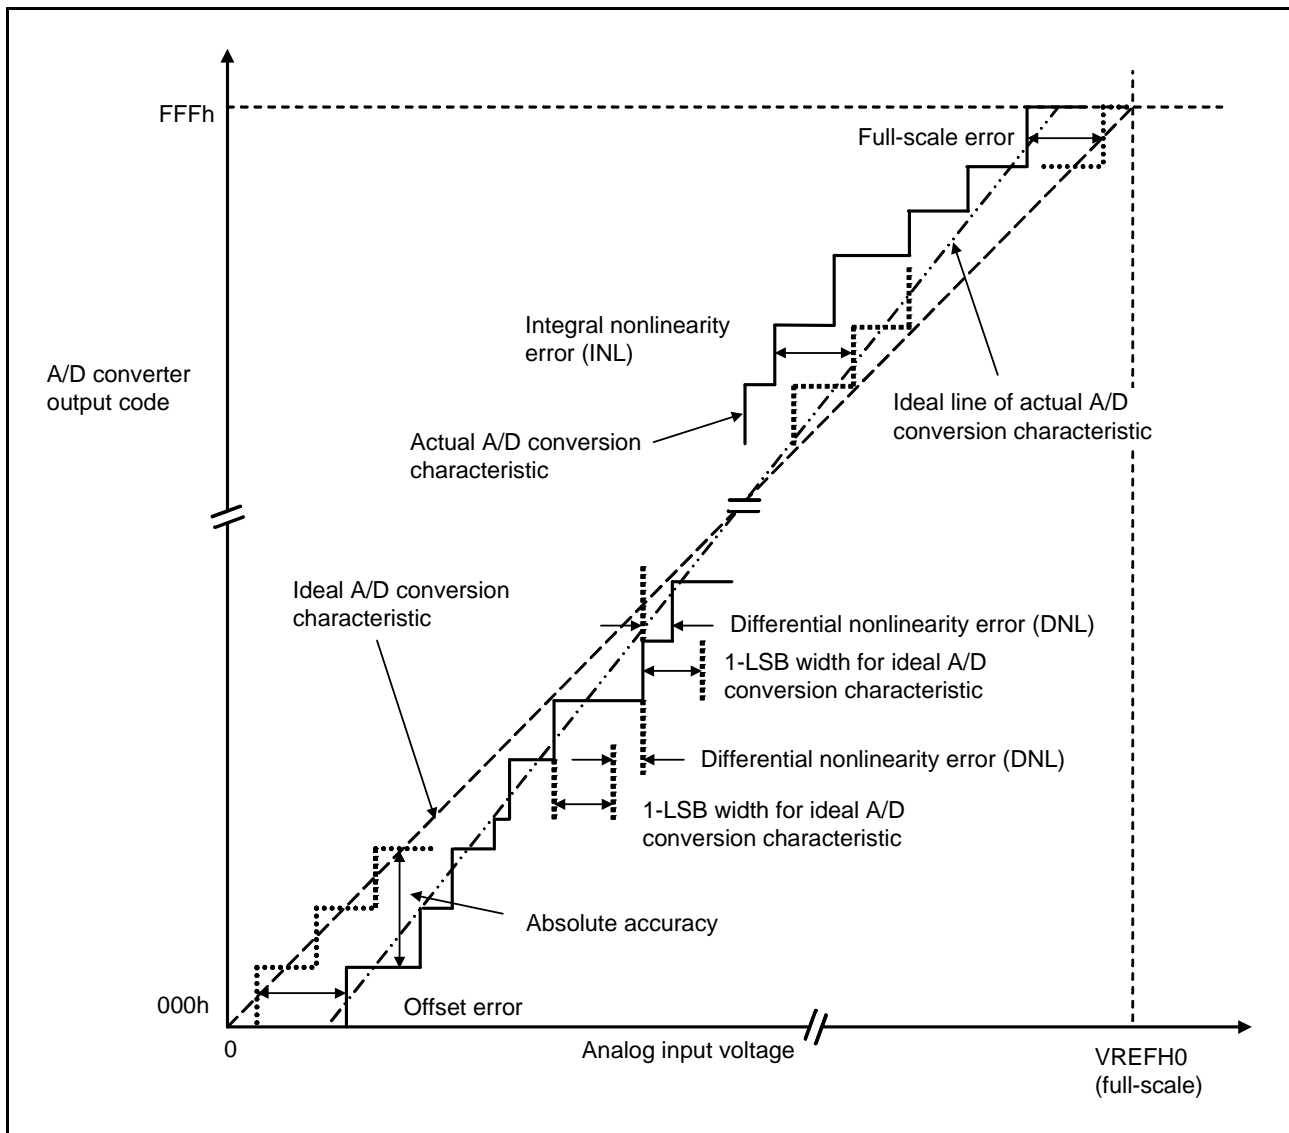 FFFh
Full-scale error
Integral nonlinearity
error (INL)
A/D converter
output code
Ideal line of actual A/D
conversion characteristic
Actual A/D conversion
characteristic
Ideal A/D conversion
characteristic
Differential nonlinearity error (DNL)
1-LSB width for ideal A/D
conversion characteristic
Differential nonlinearity error (DNL)
1-LSB width for ideal A/D
conversion characteristic
Absolute accuracy
000h
Offset error
0
Analog input voltage
VREFH0
(full-scale)